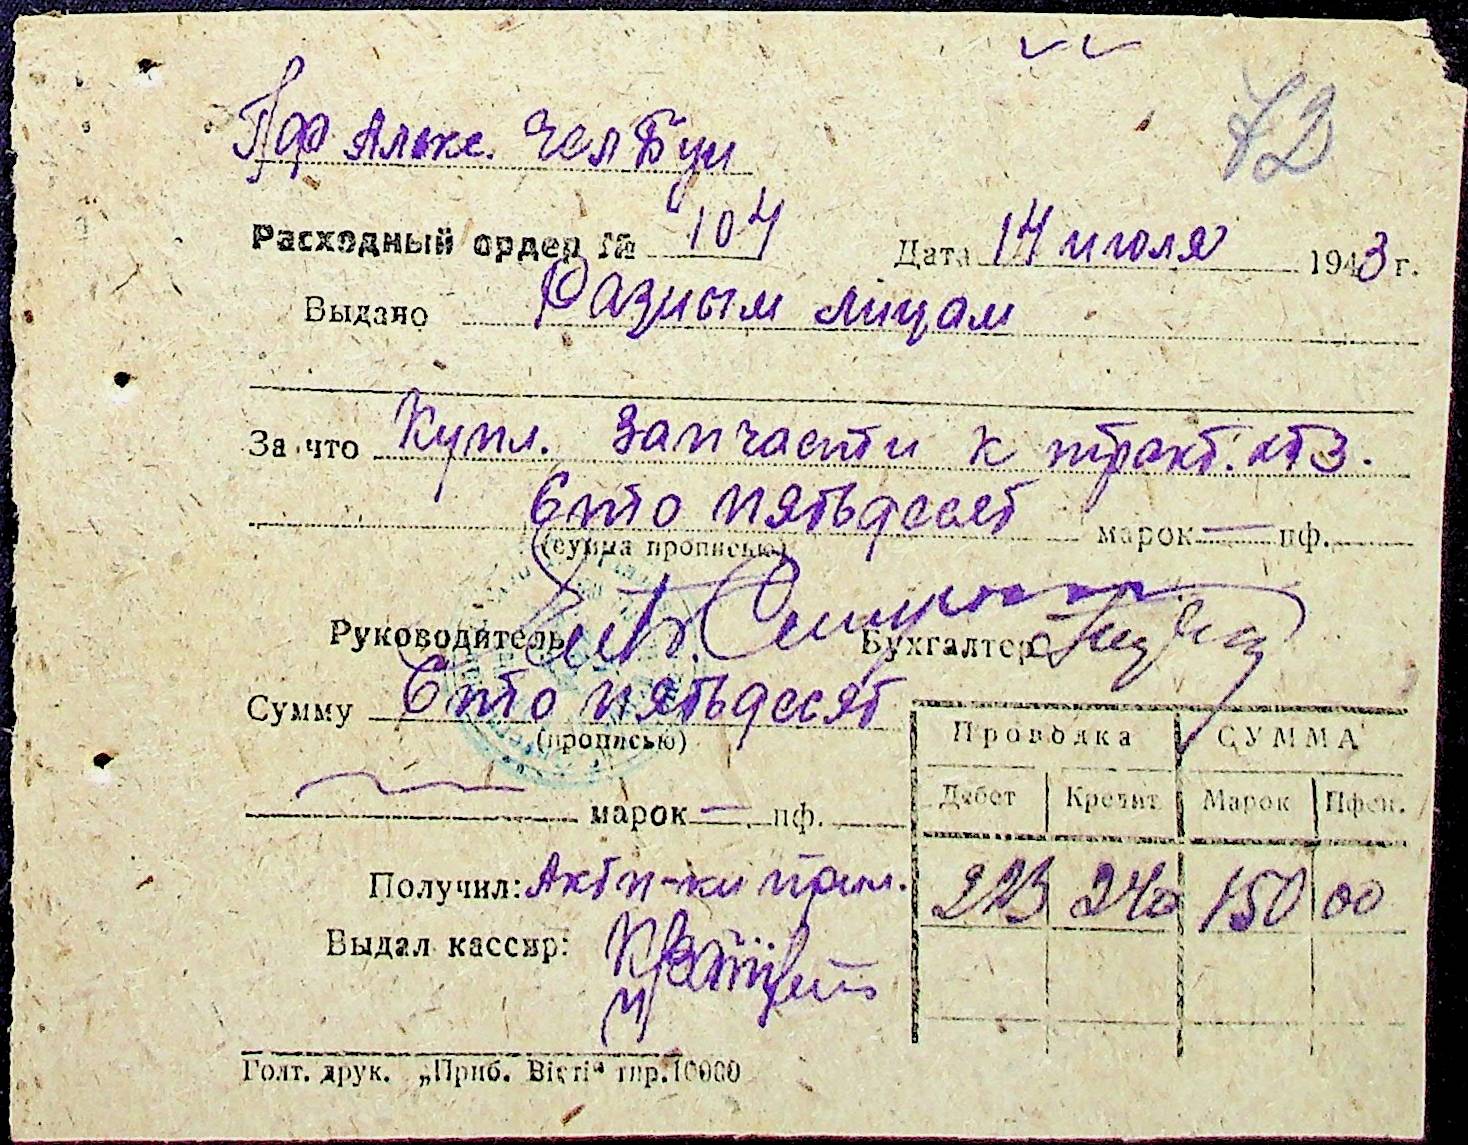 72
Расходный ордер № 104 Дата 14 июля 1943 г.
Выдано Разным лицам
За что Купл. запчасти к тракт. ХТЗ.
Сто пятьдесят марок — пф.
(сумма прописью)
Руководитель Бухгалтер
Сумму Сто пятьдесят
(прописью)
марок — пф.
Проводка СУММА
Дебет Кредит Марок Пфен.
223 240 150 00
Получил:
Выдал кассир:
Голт. друк. „Приб. Вісті“ тир. 10000